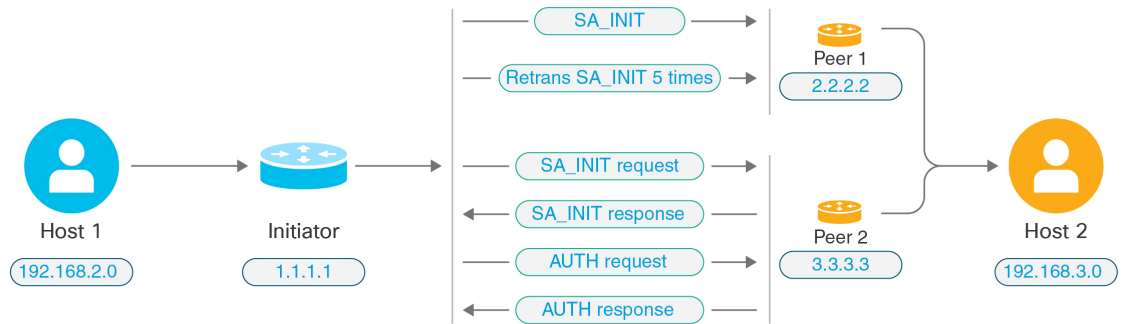 SA_INIT
Retrans SA_INIT 5 times
Peer 1
2.2.2.2
Host 1
192.168.2.0
Initiator
1.1.1.1
SA_INIT request
SA_INIT response
AUTH request
AUTH response
Peer 2
3.3.3.3
Host 2
192.168.3.0